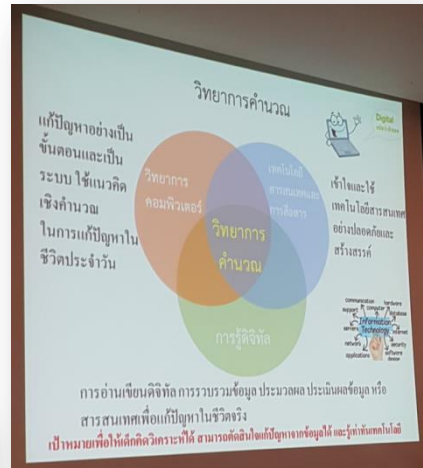 วิทยาการคำนวณ
Digital
แก้ปัญหาอย่างเป็น
ขั้นตอนและเป็น
ระบบ ใช้แนวคิด
เชิงคำนวณ
ในการแก้ปัญหาใน
ชีวิตประจำวัน
วิทยาการ
คอมพิวเตอร์
เทคโนโลยี
สารสนเทศและ
การสื่อสาร
วิทยาการ
คำนวณ
การรู้ดิจิทัล
เข้าใจและใช้
เทคโนโลยีสารสนเทศ
อย่างปลอดภัยและ
สร้างสรรค์
communication
hardware
support
computer
database
Information
servers
Technology
internet
network
security
applications
software
การอ่านเขียนดิจิทัล การรวบรวมข้อมูล ประมวลผล ประเมินผลข้อมูล หรือ
สารสนเทศเพื่อแก้ปัญหาในชีวิตจริง
เป้าหมายเพื่อให้เด็กคิดวิเคราะห์ได้ สามารถตัดสินใจแก้ปัญหาจากข้อมูลได้ และรู้เท่าทันเทคโนโลยี